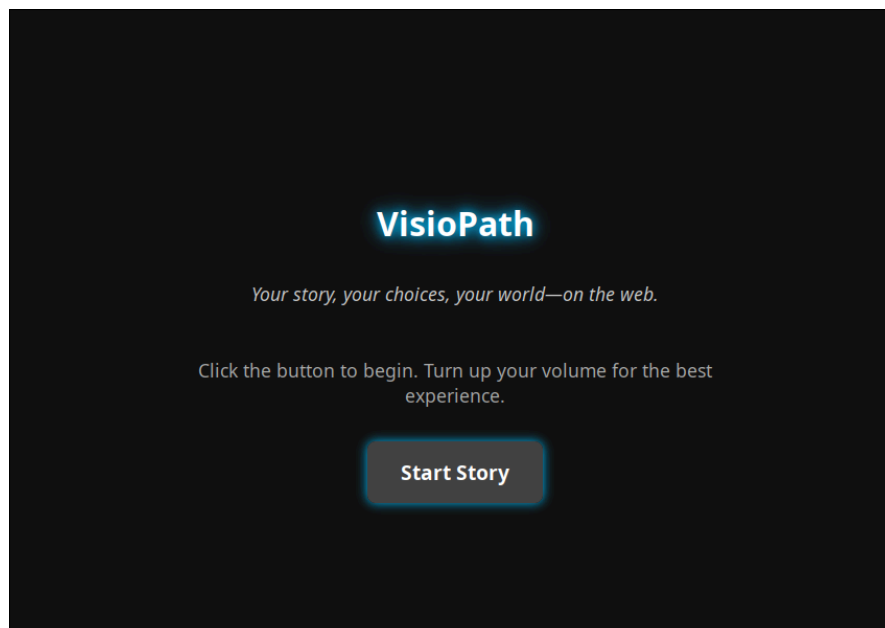 VisioPath
Your story, your choices, your world—on the web.
Click the button to begin. Turn up your volume for the best
experience.
Start Story